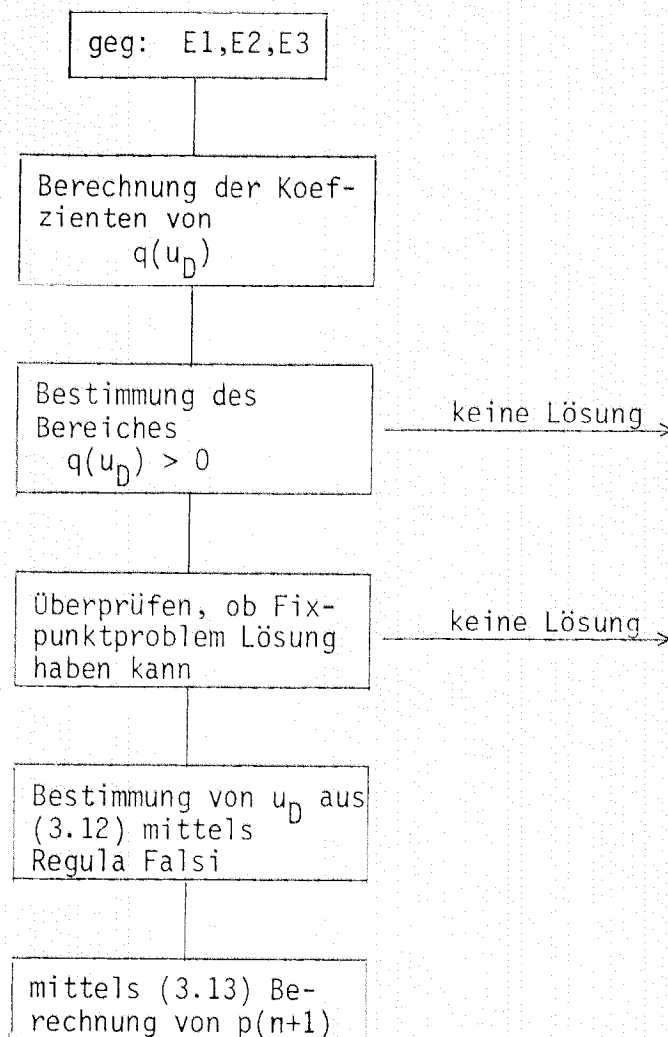 geg: E1,E2,E3
Berechnung der Koef-
zienten von
q(u_D)
Bestimmung des
Bereiches
q(u_D) > 0
keine Lösung
Überprüfen, ob Fix-
punktproblem Lösung
haben kann
keine Lösung
Bestimmung von u_D aus
(3.12) mittels
Regula Falsi
mittels (3.13) Be-
rechnung von p(n+1)